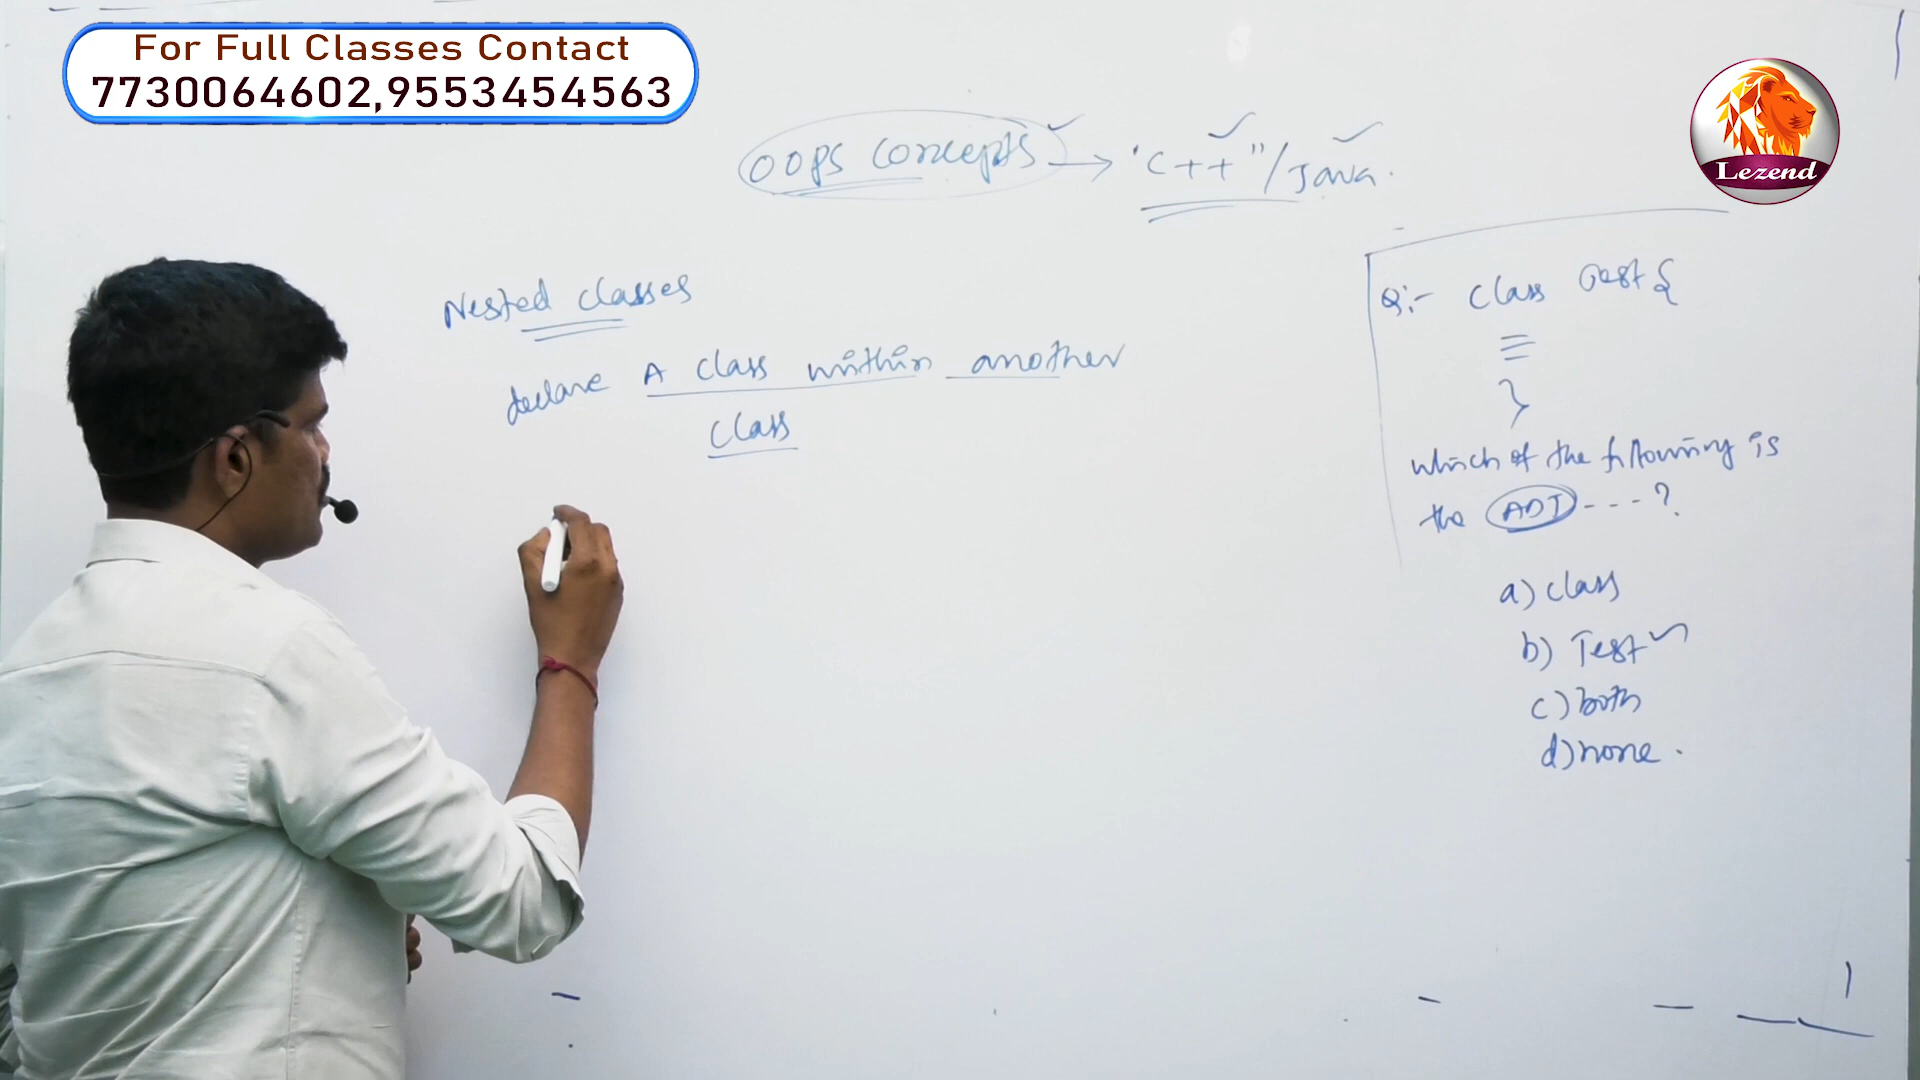 For Full Classes Contact
7730064602,9553454563
Lezend
OOPS Concepts → "C++"/Java.
Nested classes
declare A class within another
class
Q:- Class Test {
}
which of the following is
the ADT - - - ?
a) class
b) Test
c) both
d) none.